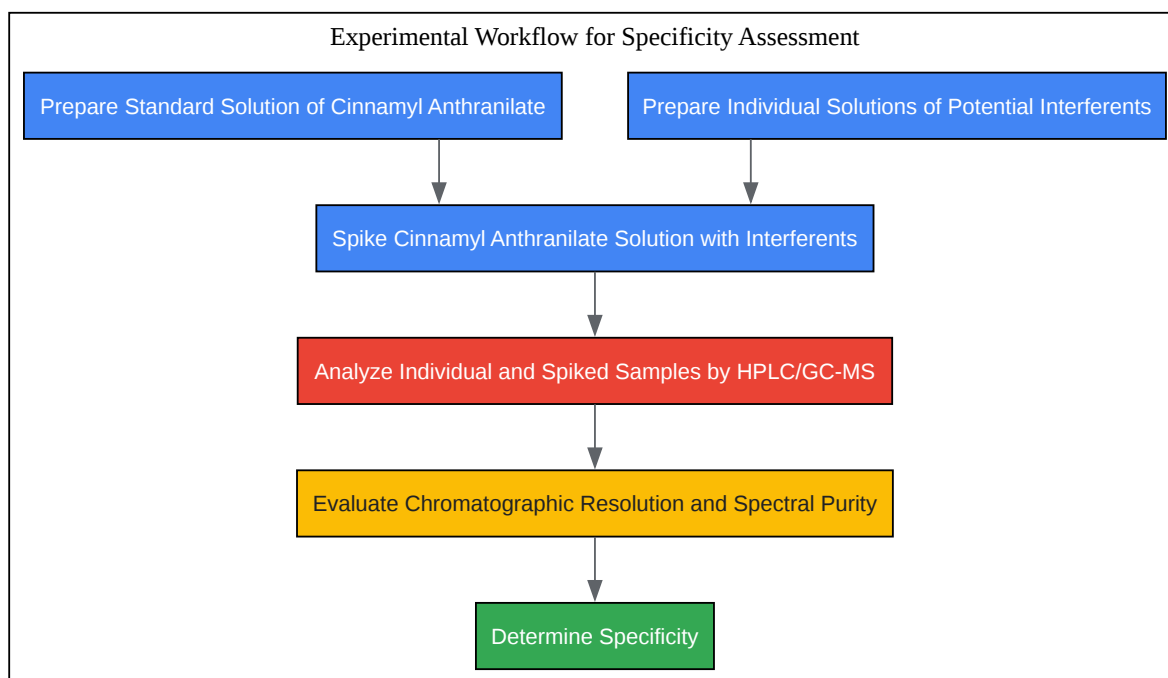 Experimental Workflow for Specificity Assessment
Prepare Standard Solution of Cinnamyl Anthranilate
Prepare Individual Solutions of Potential Interferents
Spike Cinnamyl Anthranilate Solution with Interferents
Analyze Individual and Spiked Samples by HPLC/GC-MS
Evaluate Chromatographic Resolution and Spectral Purity
Determine Specificity